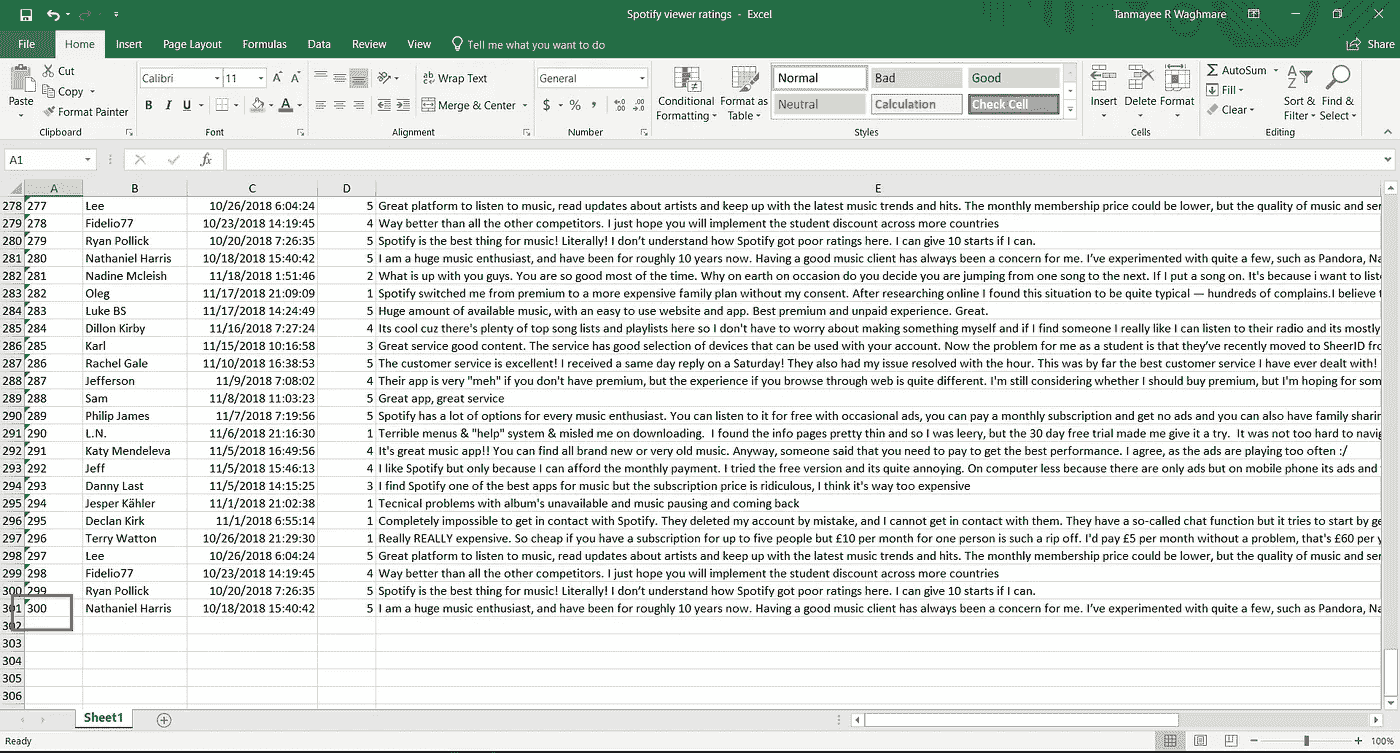 Spotify viewer ratings - Excel
Tanmayee R Waghmare
File Home Insert Page Layout Formulas Data Review View Tell me what you want to do Share
Paste
Cut
Copy
Format Painter
Clipboard
Calibri 11
B I U
Font
Wrap Text
Merge & Center
Alignment
General
$ % ,
Number
Conditional Formatting
Format as Table
Normal Bad Good
Neutral Calculation Check Cell
Styles
Insert Delete Format
Cells
AutoSum
Fill
Clear
Sort & Filter
Find & Select
Editing
A1 fx
A B C D E
278 277 Lee 10/26/2018 6:04:24 5 Great platform to listen to music, read updates about artists and keep up with the latest music trends and hits. The monthly membership price could be lower, but the quality of music and ser
279 278 Fidelio77 10/23/2018 14:19:45 4 Way better than all the other competitors. I just hope you will implement the student discount across more countries
280 279 Ryan Pollick 10/20/2018 7:26:35 5 Spotify is the best thing for music! Literally! I don’t understand how Spotify got poor ratings here. I can give 10 starts if I can.
281 280 Nathaniel Harris 10/18/2018 15:40:42 5 I am a huge music enthusiast, and have been for roughly 10 years now. Having a good music client has always been a concern for me. I’ve experimented with quite a few, such as Pandora, Na
282 281 Nadine Mcleish 11/18/2018 1:51:46 2 What is up with you guys. You are so good most of the time. Why on earth on occasion do you decide you are jumping from one song to the next. If I put a song on. It's because i want to liste
283 282 Oleg 11/17/2018 21:09:09 1 Spotify switched me from premium to a more expensive family plan without my consent. After researching online I found this situation to be quite typical — hundreds of complains.I believe t
284 283 Luke BS 11/17/2018 14:24:49 5 Huge amount of available music, with an easy to use website and app. Best premium and unpaid experience. Great.
285 284 Dillon Kirby 11/16/2018 7:27:24 4 Its cool cuz there's plenty of top song lists and playlists here so I don't have to worry about making something myself and if I find someone I really like I can listen to their radio and its mostly
286 285 Karl 11/15/2018 10:16:58 3 Great service good content. The service has good selection of devices that can be used with your account. Now the problem for me as a student is that they’ve recently moved to SheerID fro
287 286 Rachel Gale 11/10/2018 16:38:53 5 The customer service is excellent! I received a same day reply on a Saturday! They also had my issue resolved with the hour. This was by far the best customer service I have ever dealt with!
288 287 Jefferson 11/9/2018 7:08:02 4 Their app is very "meh" if you don't have premium, but the experience if you browse through web is quite different. I'm still considering whether I should buy premium, but I'm hoping for som
289 288 Sam 11/8/2018 11:03:23 5 Great app, great service
290 289 Philip James 11/7/2018 7:19:56 5 Spotify has a lot of options for every music enthusiast. You can listen to it for free with occasional ads, you can pay a monthly subscription and get no ads and you can also have family sharin
291 290 L.N. 11/6/2018 21:16:30 1 Terrible menus & "help" system & misled me on downloading. I found the info pages pretty thin and so I was leery, but the 30 day free trial made me give it a try. It was not too hard to navig
292 291 Katy Mendeleva 11/5/2018 16:49:56 4 It's great music app!! You can find all brand new or very old music. Anyway, someone said that you need to pay to get the best performance. I agree, as the ads are playing too often :/
293 292 Jeff 11/5/2018 15:46:13 4 I like Spotify but only because I can afford the monthly payment. I tried the free version and its quite annoying. On computer less because there are only ads but on mobile phone its ads and
294 293 Danny Last 11/5/2018 14:15:25 3 I find Spotify one of the best apps for music but the subscription price is ridiculous, I think it's way too expensive
295 294 Jesper Kähler 11/1/2018 21:02:38 1 Tecnical problems with album's unavailable and music pausing and coming back
296 295 Declan Kirk 11/1/2018 6:55:14 1 Completely impossible to get in contact with Spotify. They deleted my account by mistake, and I cannot get in contact with them. They have a so-called chat function but it tries to start by ge
297 296 Terry Watton 10/26/2018 21:29:30 1 Really REALLY expensive. So cheap if you have a subscription for up to five people but £10 per month for one person is such a rip off. I'd pay £5 per month without a problem, that's £60 per y
298 297 Lee 10/26/2018 6:04:24 5 Great platform to listen to music, read updates about artists and keep up with the latest music trends and hits. The monthly membership price could be lower, but the quality of music and ser
299 298 Fidelio77 10/23/2018 14:19:45 4 Way better than all the other competitors. I just hope you will implement the student discount across more countries
300 299 Ryan Pollick 10/20/2018 7:26:35 5 Spotify is the best thing for music! Literally! I don’t understand how Spotify got poor ratings here. I can give 10 starts if I can.
301 300 Nathaniel Harris 10/18/2018 15:40:42 5 I am a huge music enthusiast, and have been for roughly 10 years now. Having a good music client has always been a concern for me. I’ve experimented with quite a few, such as Pandora, Na
302
303
304
305
306
Sheet1
Ready 100%